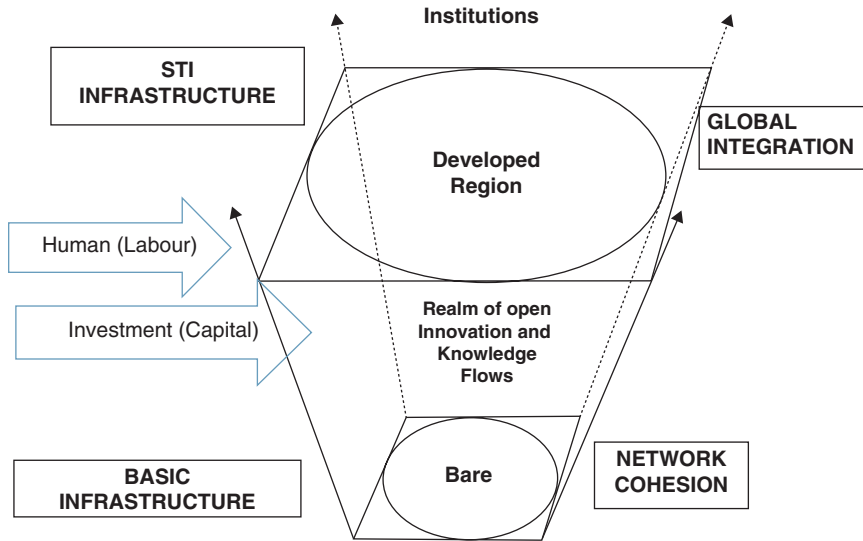 Institutions
STI
INFRASTRUCTURE
GLOBAL
INTEGRATION
Developed
Region
Human (Labour)
Investment (Capital)
Realm of open
Innovation and
Knowledge
Flows
BASIC
INFRASTRUCTURE
Bare
NETWORK
COHESION